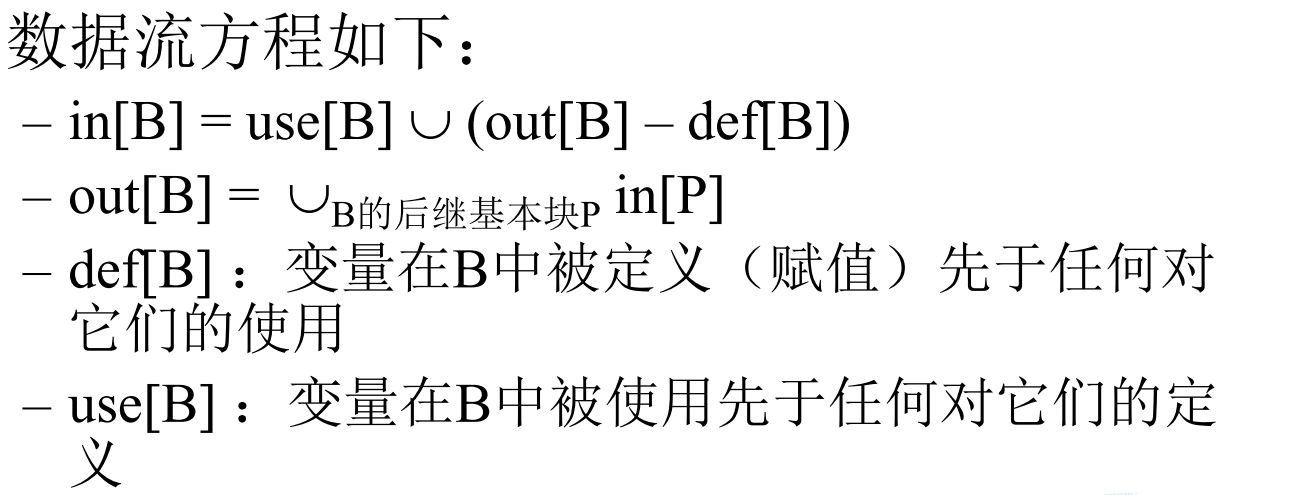 数据流方程如下：
– in[B] = use[B] ∪ (out[B] – def[B])
– out[B] = ∪B的后继基本块P in[P]
– def[B] ：变量在B中被定义（赋值）先于任何对
它们的使用
– use[B] ：变量在B中被使用先于任何对它们的定
义